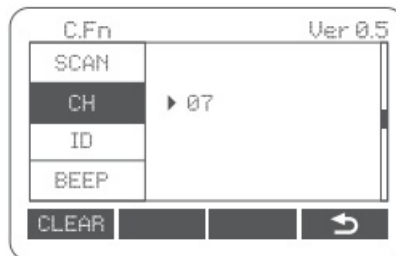 C.Fn Ver 0.5
SCAN
CH ▶ 07
ID
BEEP
CLEAR